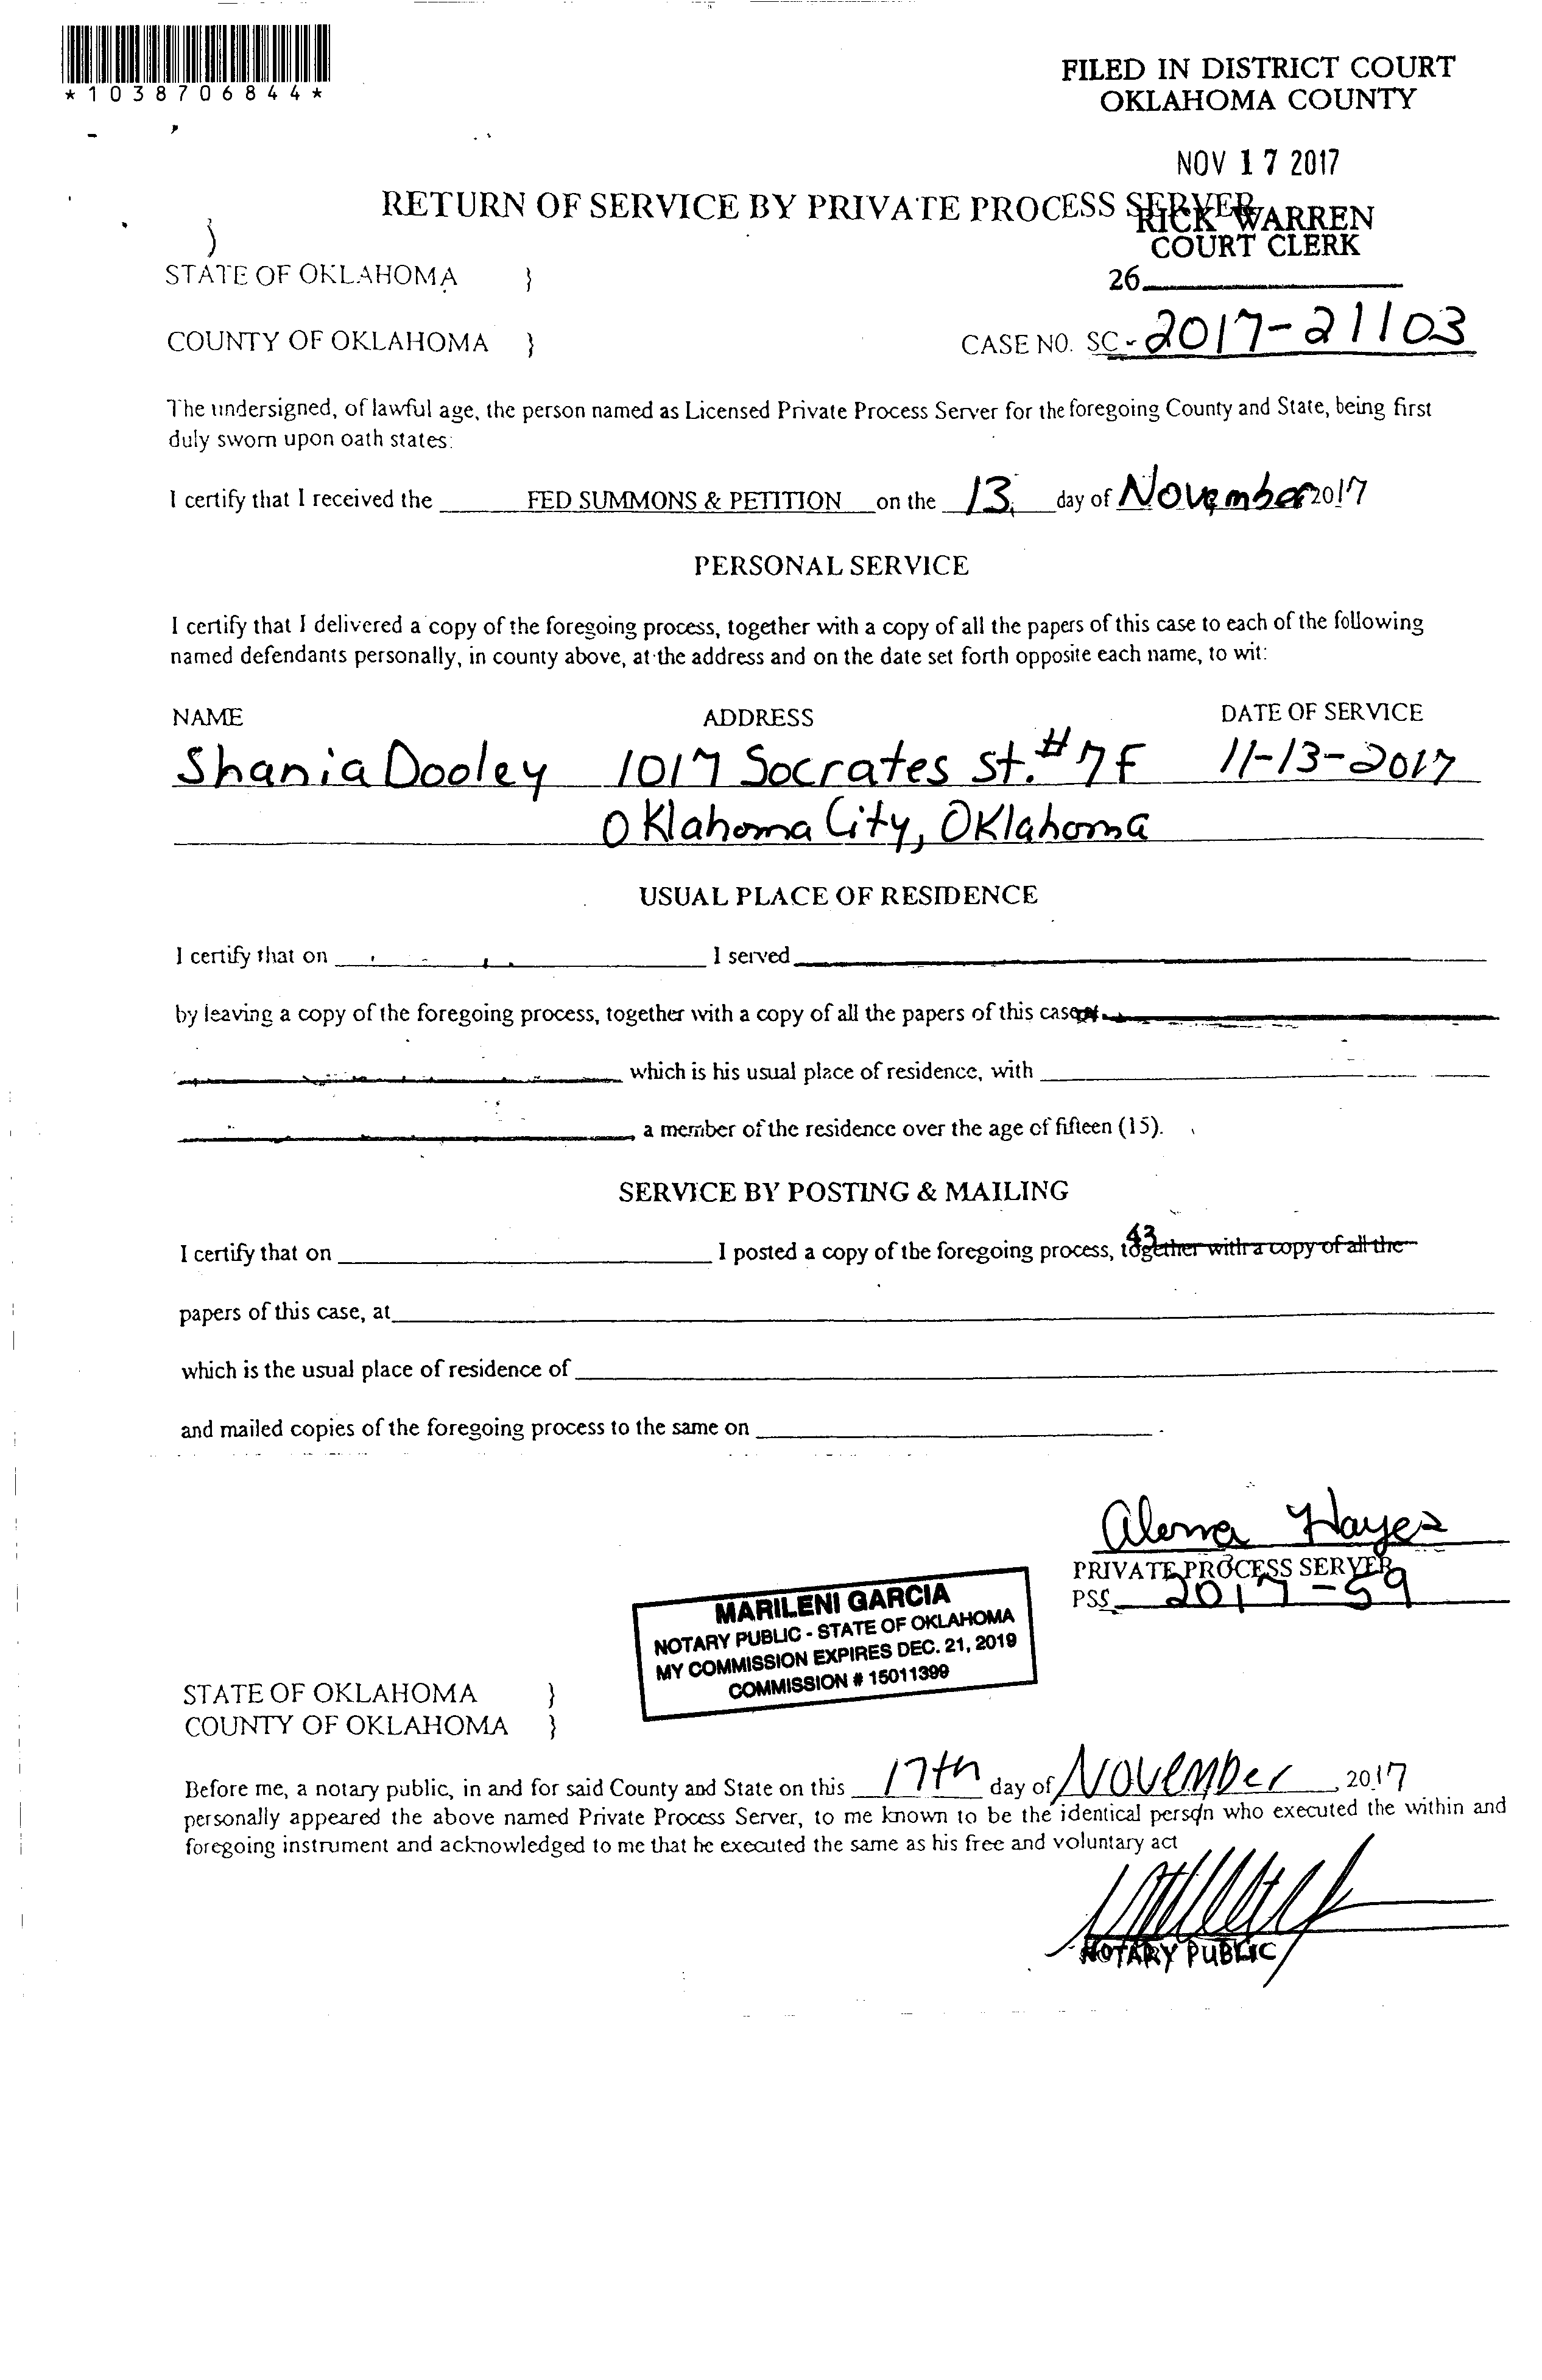 *1038706844*
FILED IN DISTRICT COURT
OKLAHOMA COUNTY
NOV 17 2017
RETURN OF SERVICE BY PRIVATE PROCESS SERVER
RICK WARREN
COURT CLERK
)
STATE OF OKLAHOMA }
26
COUNTY OF OKLAHOMA } CASE NO. SC-2017-21103
The undersigned, of lawful age, the person named as Licensed Private Process Server for the foregoing County and State, being first
duly sworn upon oath states:
I certify that I received the FED SUMMONS & PETITION on the 13 day of November 2017
PERSONAL SERVICE
I certify that I delivered a copy of the foregoing process, together with a copy of all the papers of this case to each of the following
named defendants personally, in county above, at the address and on the date set forth opposite each name, to wit:
NAME ADDRESS DATE OF SERVICE
Shania Dooley 1017 Socrates St. #7F 11-13-2017
Oklahoma City, Oklahoma
USUAL PLACE OF RESIDENCE
I certify that on I served
by leaving a copy of the foregoing process, together with a copy of all the papers of this case at
which is his usual place of residence, with
a member of the residence over the age of fifteen (15).
SERVICE BY POSTING & MAILING
43
I certify that on I posted a copy of the foregoing process, together with a copy of all the
papers of this case, at
which is the usual place of residence of
and mailed copies of the foregoing process to the same on .
Alema Hayes
PRIVATE PROCESS SERVER
PSS 2017-59
MARILENI GARCIA
NOTARY PUBLIC - STATE OF OKLAHOMA
MY COMMISSION EXPIRES DEC. 21, 2019
COMMISSION # 15011399
STATE OF OKLAHOMA }
COUNTY OF OKLAHOMA }
Before me, a notary public, in and for said County and State on this 17th day of November, 2017
personally appeared the above named Private Process Server, to me known to be the identical person who executed the within and
foregoing instrument and acknowledged to me that he executed the same as his free and voluntary act
NOTARY PUBLIC